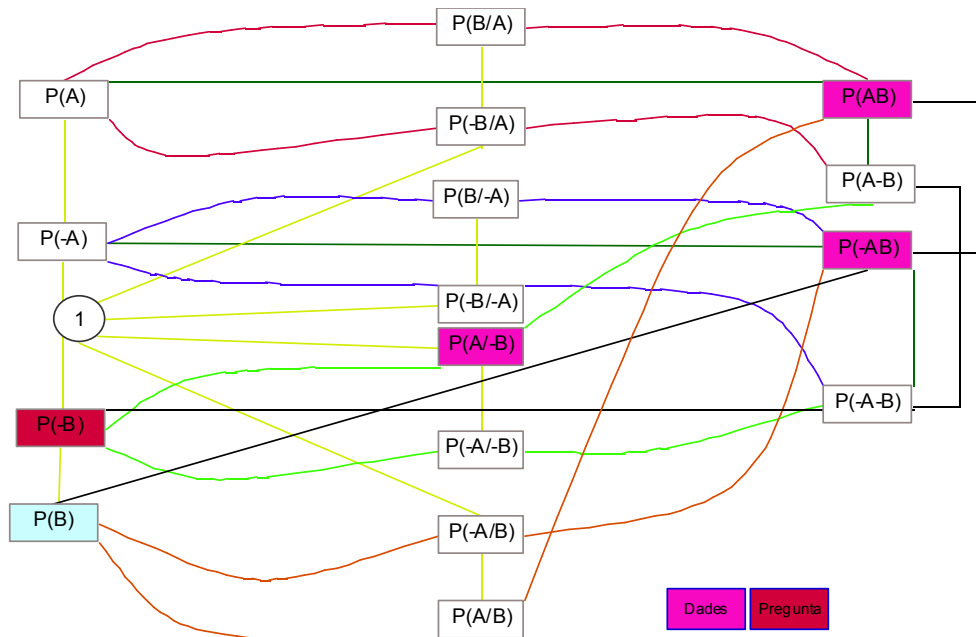 P(B/A)
P(A)
P(AB)
P(-B/A)
P(A-B)
P(B/-A)
P(-A)
P(-AB)
P(-B/-A)
1
P(A/-B)
P(-A-B)
P(-B)
P(-A/-B)
P(B)
P(-A/B)
P(A/B)
Dades
Pregunta